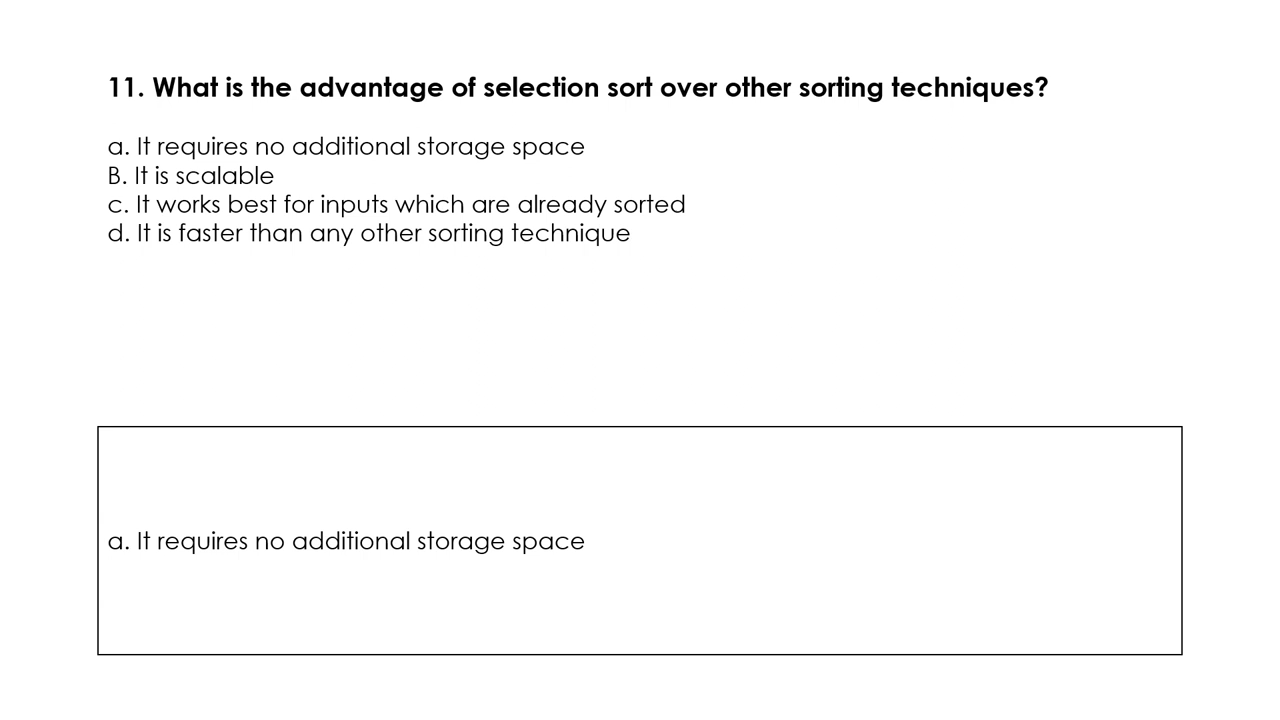 11. What is the advantage of selection sort over other sorting techniques?
a. It requires no additional storage space
B. It is scalable
c. It works best for inputs which are already sorted
d. It is faster than any other sorting technique
a. It requires no additional storage space